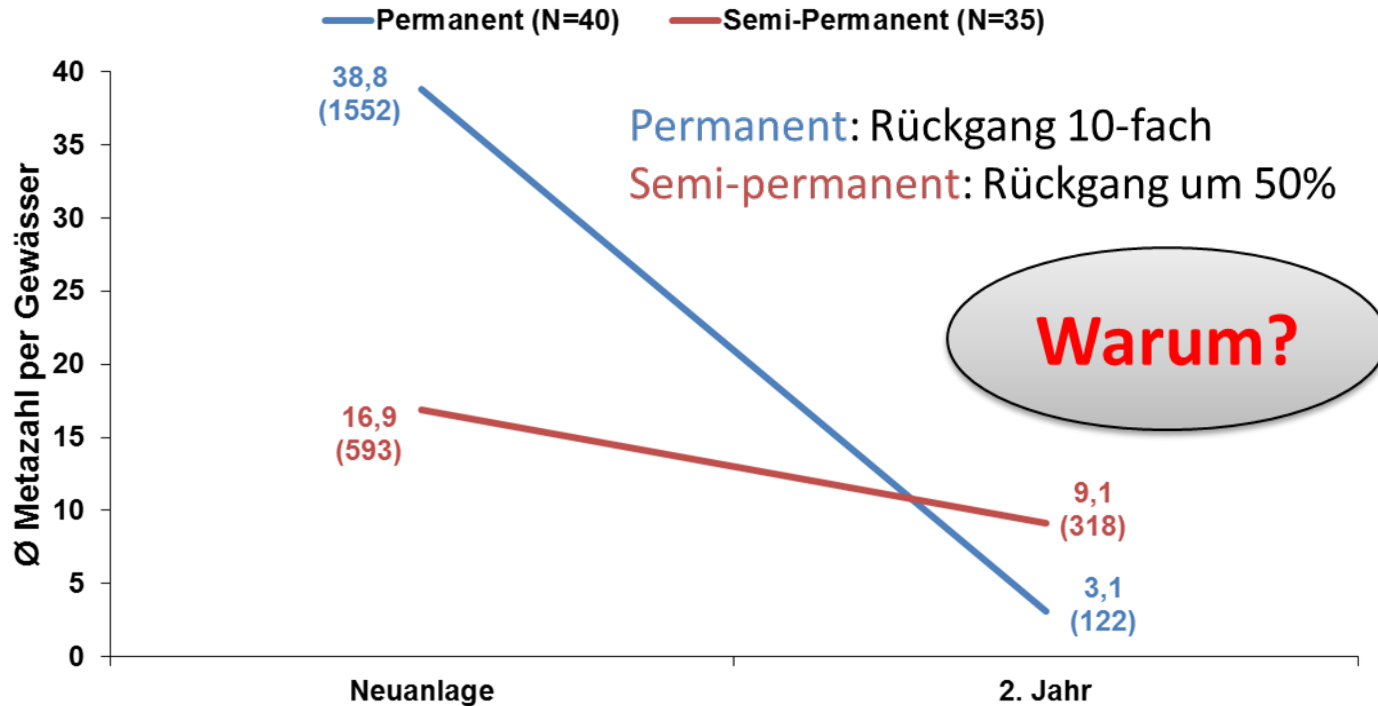 Permanent (N=40) Semi-Permanent (N=35)
Ø Metazahl per Gewässer
40
35
30
25
20
15
10
5
0
38,8
(1552)
16,9
(593)
Permanent: Rückgang 10-fach
Semi-permanent: Rückgang um 50%
Warum?
9,1
(318)
3,1
(122)
Neuanlage 2. Jahr